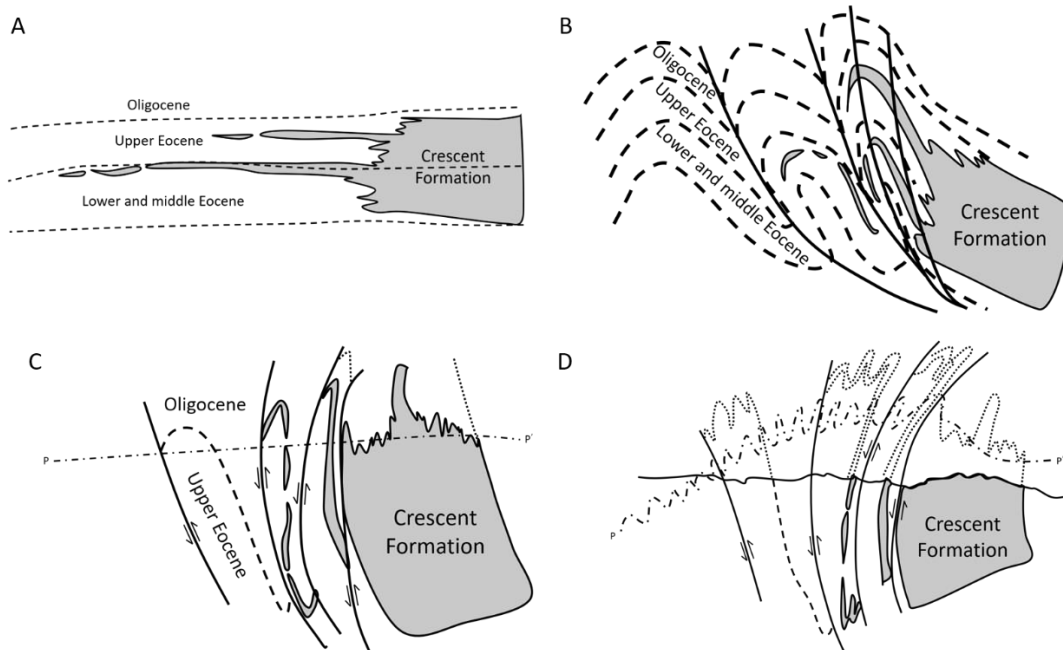 A
Oligocene
Upper Eocene
Crescent
Formation
Lower and middle Eocene
B
Oligocene
Upper Eocene
Lower and middle Eocene
Crescent
Formation
C
Oligocene
P
P'
Upper Eocene
Crescent
Formation
D
P'
P
Crescent
Formation